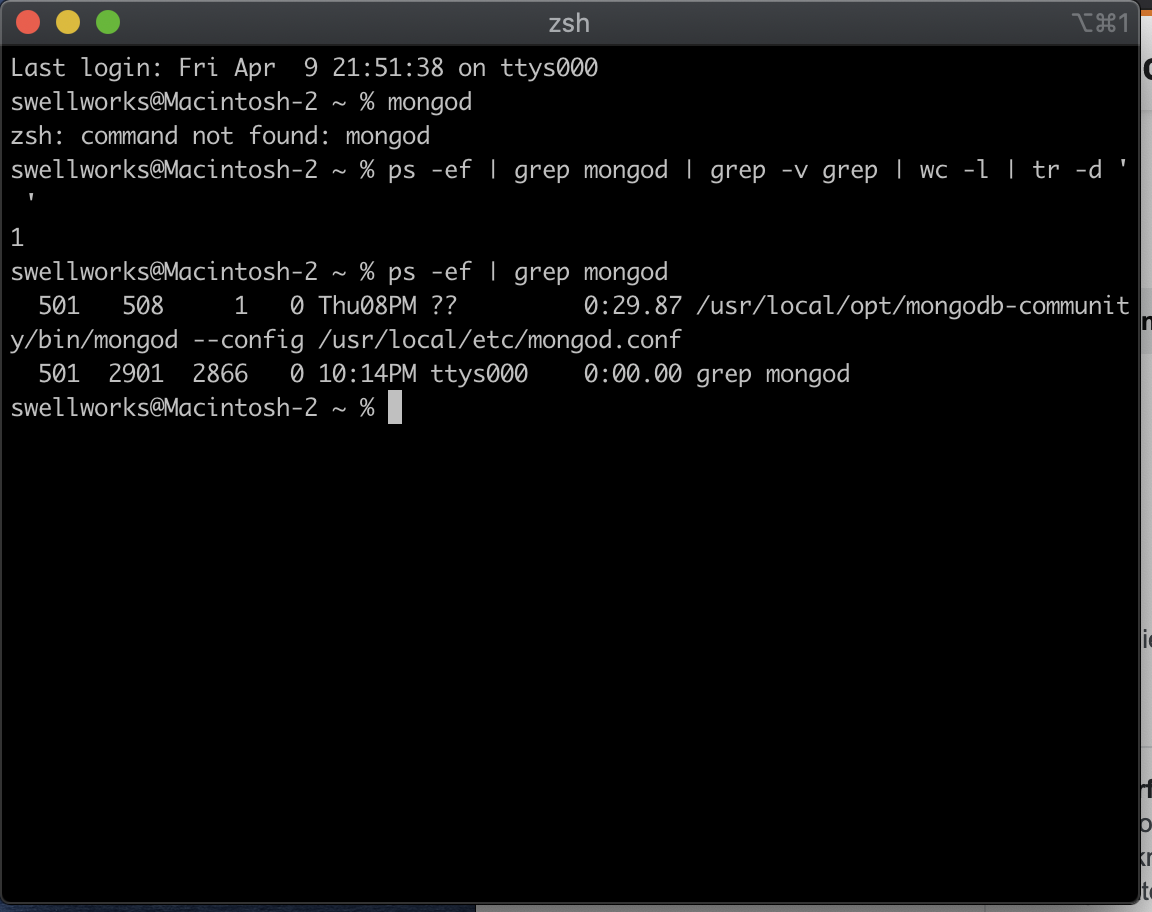 zsh
⌥⌘1
Last login: Fri Apr  9 21:51:38 on ttys000
swellworks@Macintosh-2 ~ % mongod
zsh: command not found: mongod
swellworks@Macintosh-2 ~ % ps -ef | grep mongod | grep -v grep | wc -l | tr -d '
 '
1
swellworks@Macintosh-2 ~ % ps -ef | grep mongod
  501   508     1   0 Thu08PM ??         0:29.87 /usr/local/opt/mongodb-communit
y/bin/mongod --config /usr/local/etc/mongod.conf
  501  2901  2866   0 10:14PM ttys000    0:00.00 grep mongod
swellworks@Macintosh-2 ~ %